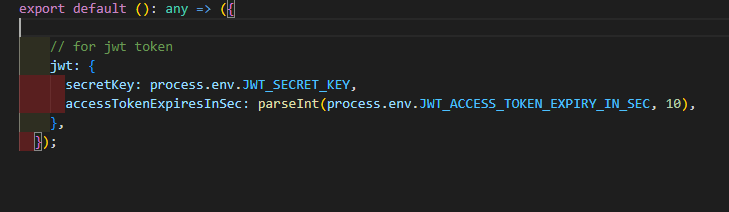 export default (): any => ({
// for jwt token
jwt: {
secretKey: process.env.JWT_SECRET_KEY,
accessTokenExpiresInSec: parseInt(process.env.JWT_ACCESS_TOKEN_EXPIRY_IN_SEC, 10),
},
});